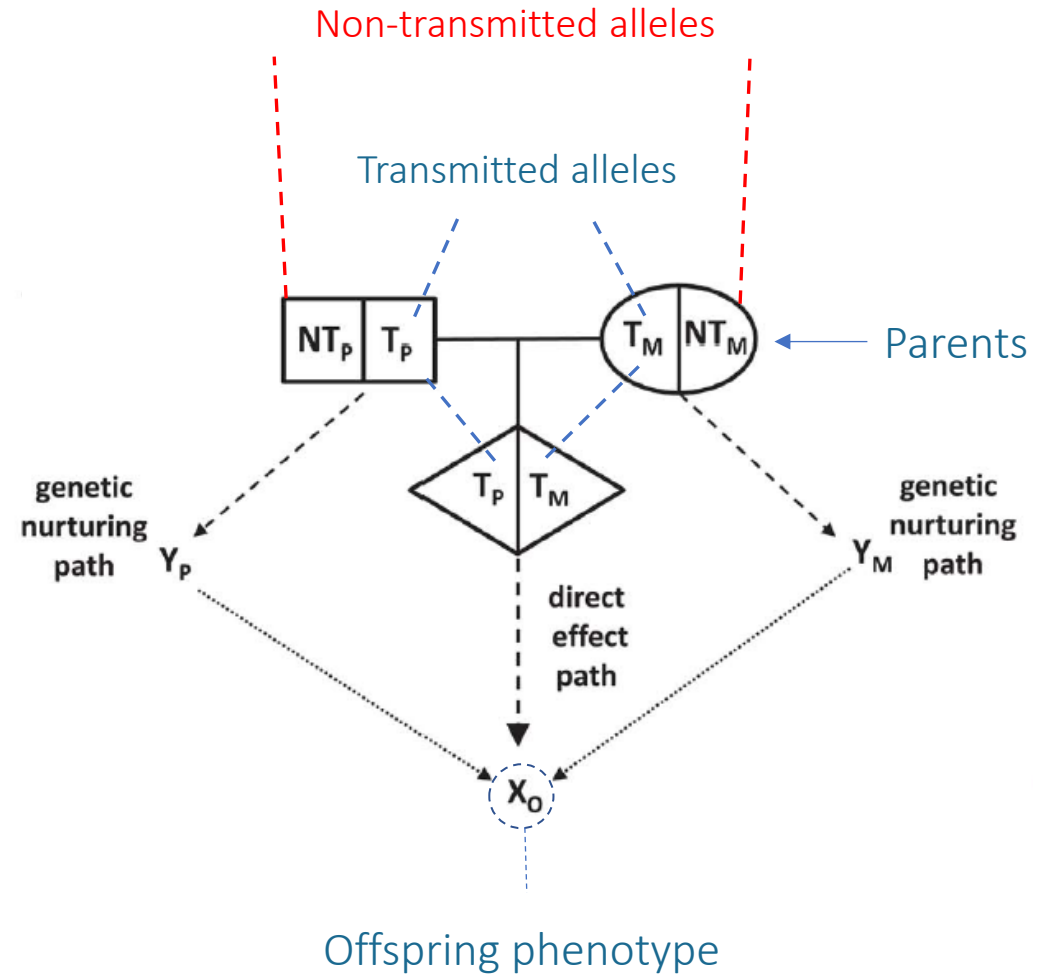 Non-transmitted alleles
Transmitted alleles
NTP TP
TM NTM
Parents
TP TM
genetic
nurturing
path
YP
genetic
nurturing
path
YM
direct
effect
path
XO
Offspring phenotype